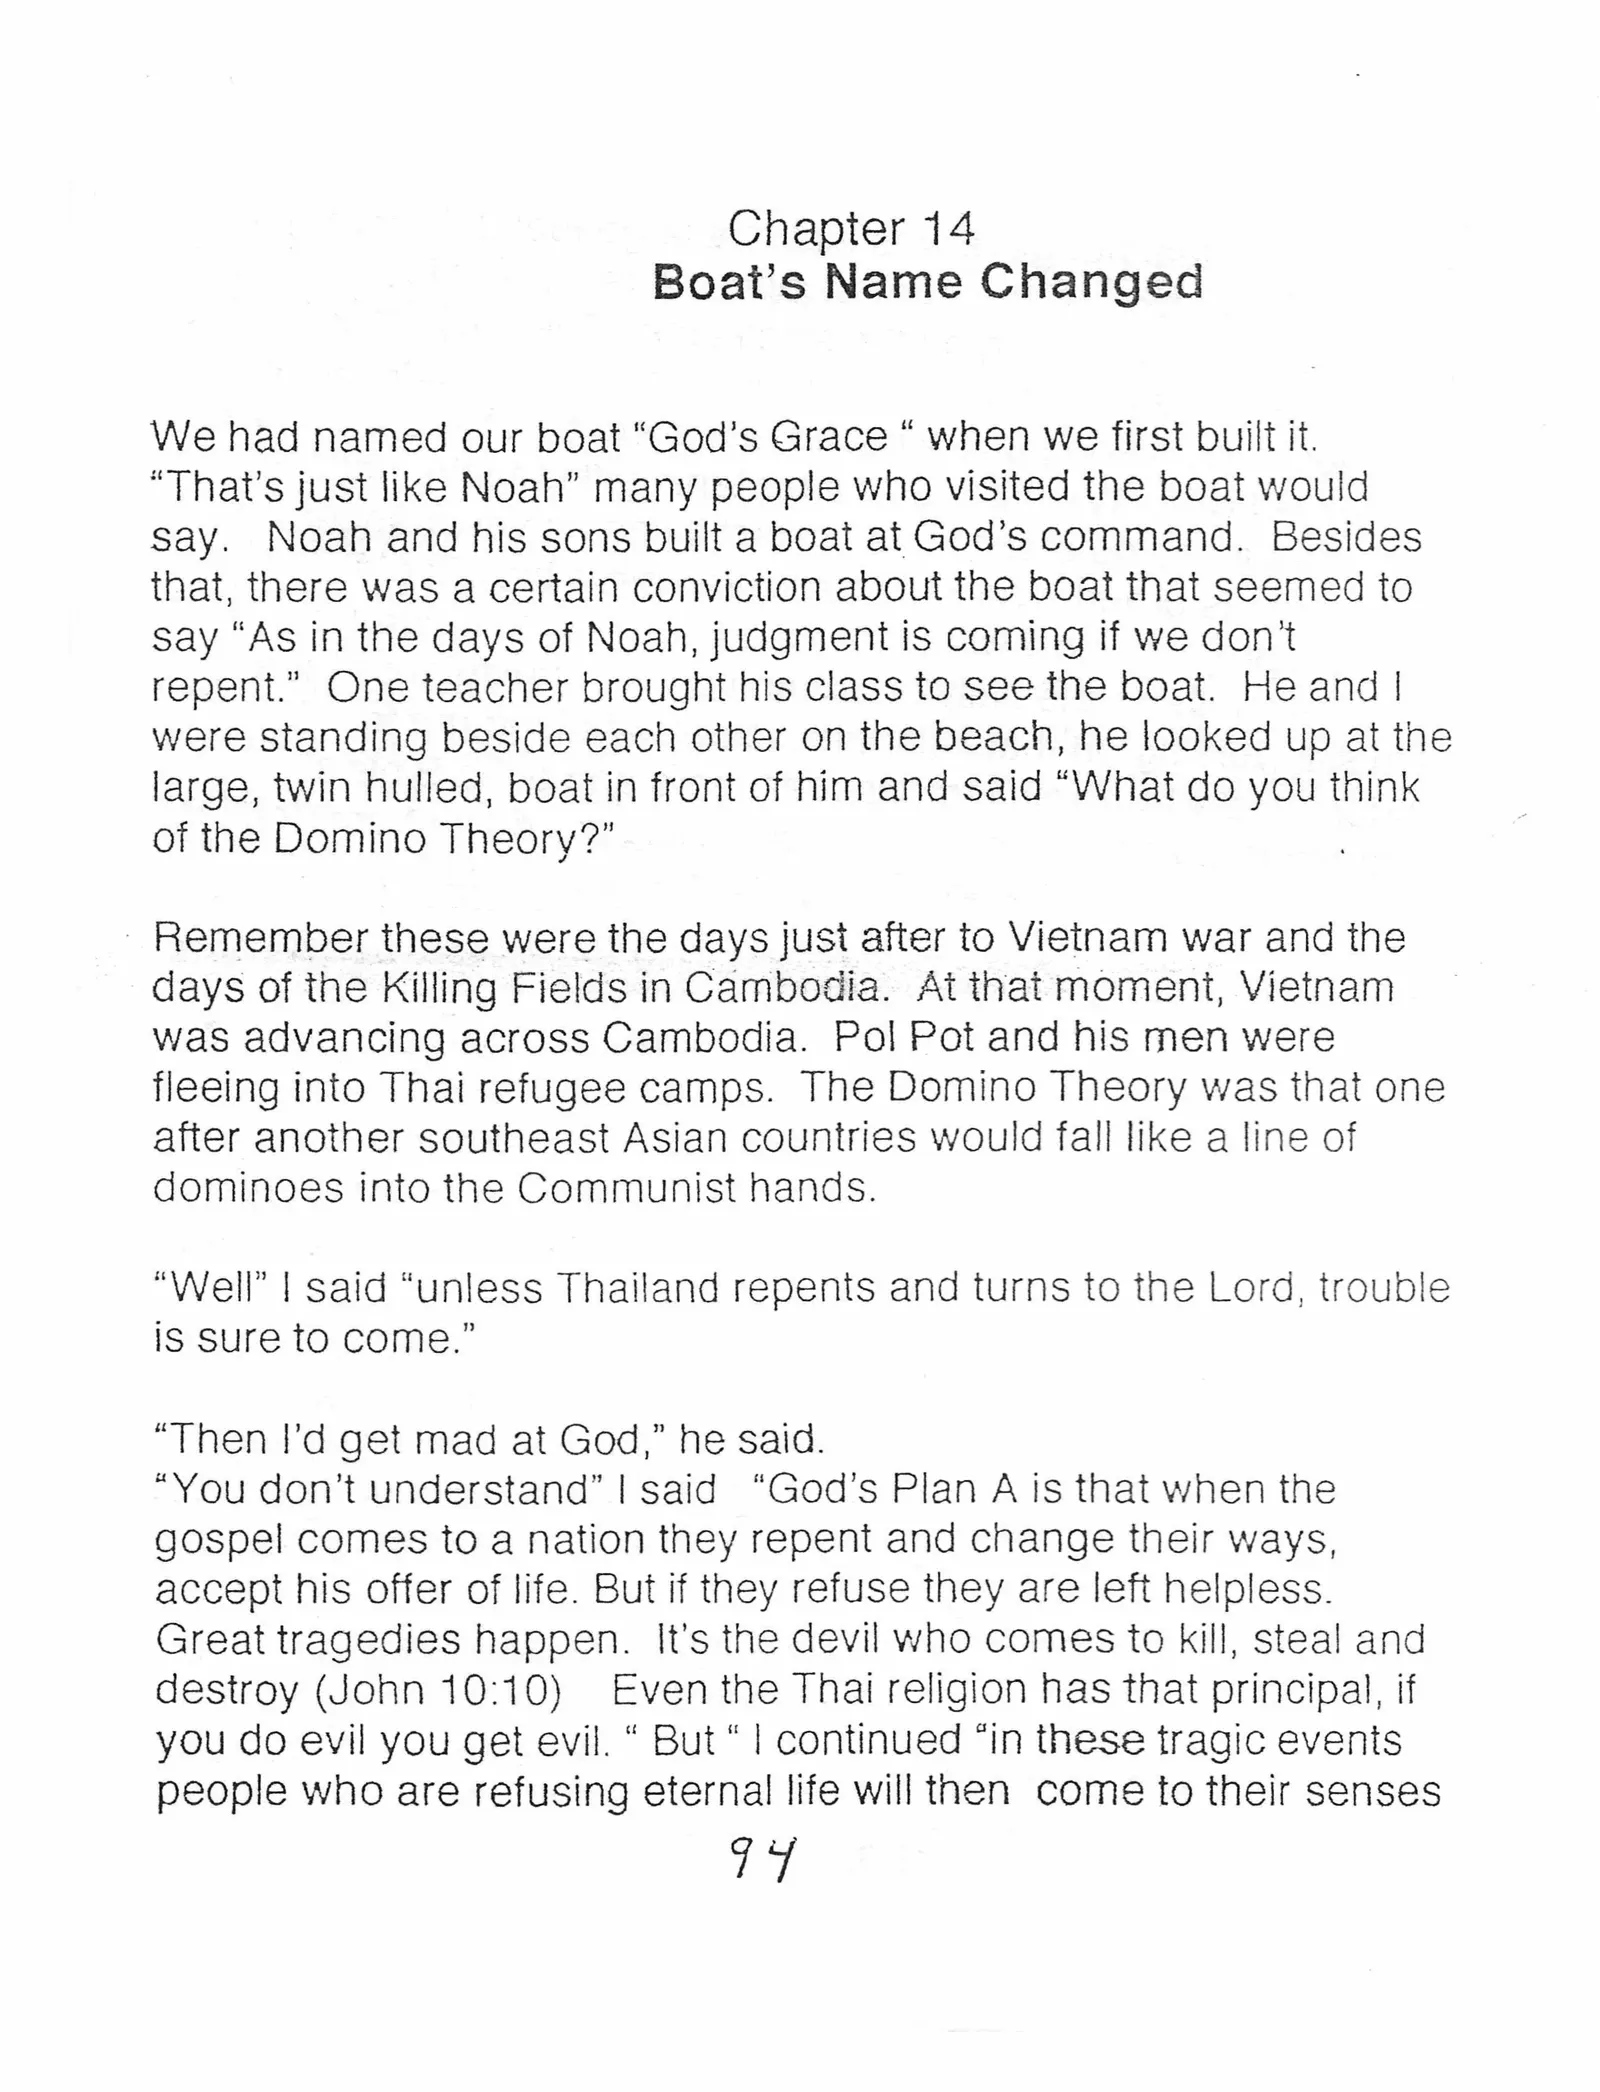 Chapter 14
Boat's Name Changed
We had named our boat "God's Grace “ when we first built it.
“That's just like Noah” many people who visited the boat would
say.   Noah and his sons built a boat at God's command.  Besides
that, there was a certain conviction about the boat that seemed to
say “As in the days of Noah, judgment is coming if we don't
repent.”  One teacher brought his class to see the boat.  He and I
were standing beside each other on the beach, he looked up at the
large, twin hulled, boat in front of him and said “What do you think
of the Domino Theory?”
Remember these were the days just after to Vietnam war and the
days of the Killing Fields in Cambodia.  At that moment, Vietnam
was advancing across Cambodia.  Pol Pot and his men were
fleeing into Thai refugee camps.  The Domino Theory was that one
after another southeast Asian countries would fall like a line of
dominoes into the Communist hands.
“Well” I said “unless Thailand repents and turns to the Lord, trouble
is sure to come.”
“Then I'd get mad at God,” he said.
“You don't understand” I said   “God's Plan A is that when the
gospel comes to a nation they repent and change their ways,
accept his offer of life. But if they refuse they are left helpless.
Great tragedies happen.  It's the devil who comes to kill, steal and
destroy (John 10:10)    Even the Thai religion has that principal, if
you do evil you get evil. “ But “ I continued “in these tragic events
people who are refusing eternal life will then  come to their senses
94